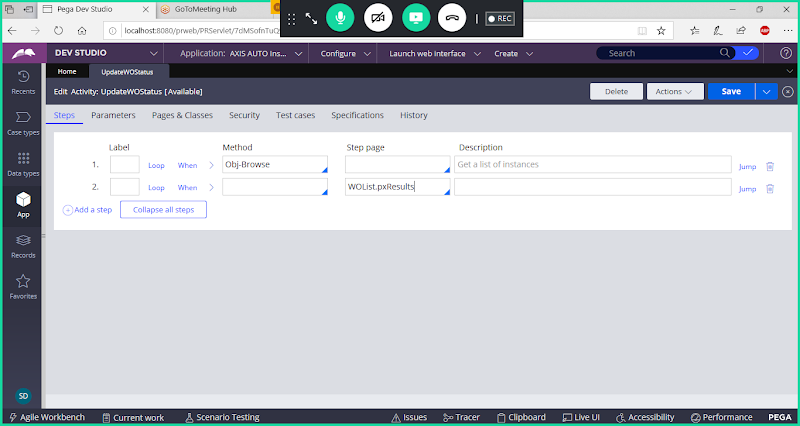 Pega Dev Studio
GoToMeeting Hub
REC
localhost:8080/prweb/PRServlet/7dMSofnTuQ
ABP
DEV STUDIO
Application: AXIS AUTO Ins...
Configure
Launch web interface
Create
Search
Recents
Case types
Data types
App
Records
Favorites
SD
Home
UpdateWOStatus
Edit Activity: UpdateWOStatus [Available]
Delete
Actions
Save
Steps
Parameters
Pages & Classes
Security
Test cases
Specifications
History
Label Method Step page Description
1. Loop When Obj-Browse Get a list of instances Jump
2. Loop When WOList.pxResults Jump
Add a step Collapse all steps
Agile Workbench Current work Scenario Testing Issues Tracer Clipboard Live UI Accessibility Performance PEGA